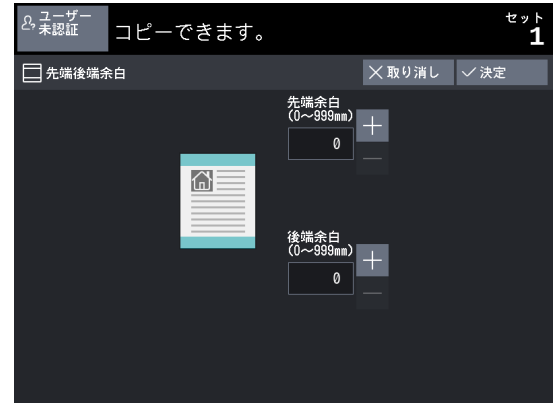 ユーザー
未認証
コピーできます。
セット
1
先端後端余白
取り消し
決定
先端余白
(0～999mm)
0
後端余白
(0～999mm)
0